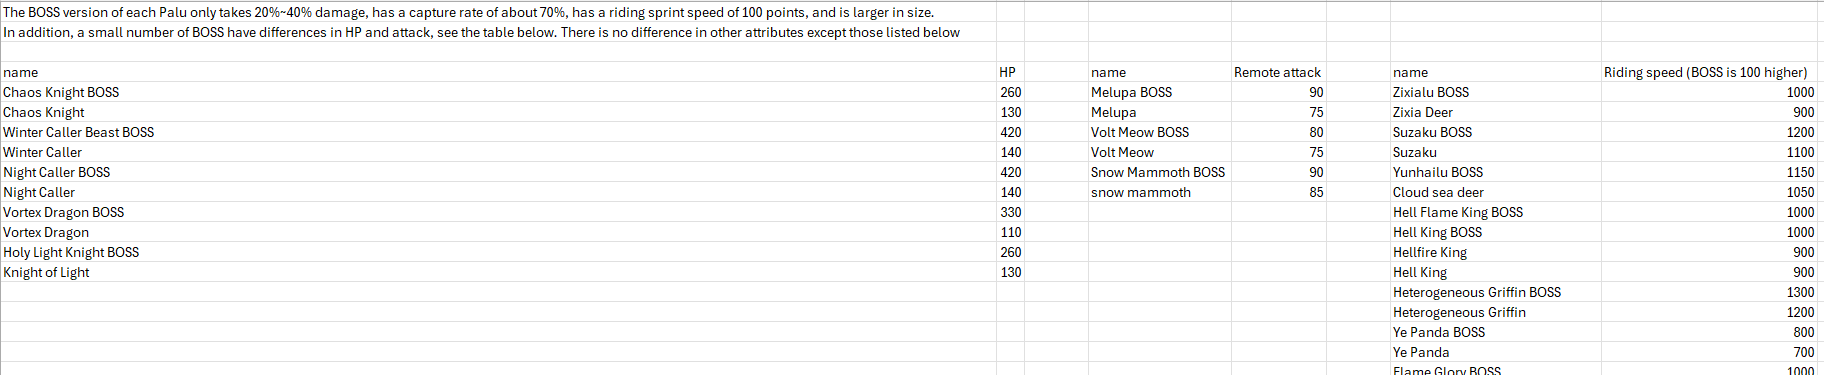 The BOSS version of each Palu only takes 20%~40% damage, has a capture rate of about 70%, has a riding sprint speed of 100 points, and is larger in size.
In addition, a small number of BOSS have differences in HP and attack, see the table below. There is no difference in other attributes except those listed below
name HP name Remote attack name Riding speed (BOSS is 100 higher)
Chaos Knight BOSS 260 Melupa BOSS 90 Zixialu BOSS 1000
Chaos Knight 130 Melupa 75 Zixia Deer 900
Winter Caller Beast BOSS 420 Volt Meow BOSS 80 Suzaku BOSS 1200
Winter Caller 140 Volt Meow 75 Suzaku 1100
Night Caller BOSS 420 Snow Mammoth BOSS 90 Yunhailu BOSS 1150
Night Caller 140 snow mammoth 85 Cloud sea deer 1050
Vortex Dragon BOSS 330 Hell Flame King BOSS 1000
Vortex Dragon 110 Hell King BOSS 1000
Holy Light Knight BOSS 260 Hellfire King 900
Knight of Light 130 Hell King 900
Heterogeneous Griffin BOSS 1300
Heterogeneous Griffin 1200
Ye Panda BOSS 800
Ye Panda 700
Flame Glory BOSS 1000